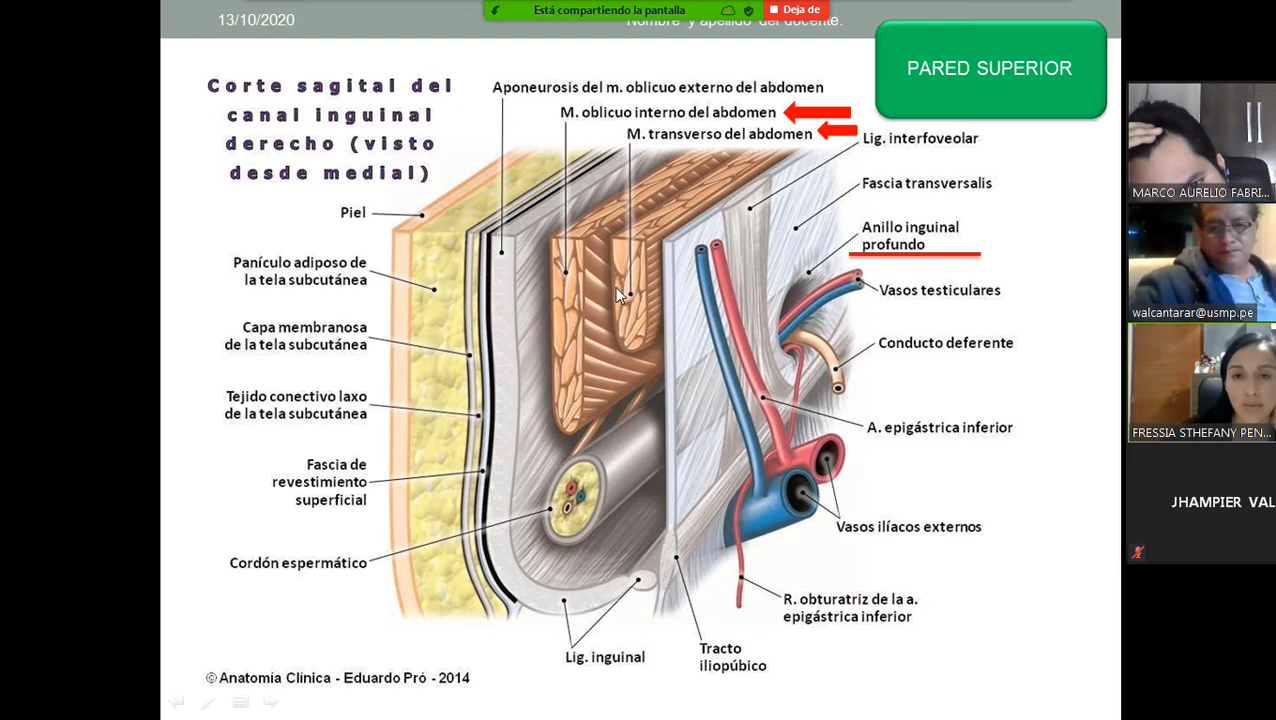 13/10/2020
Está compartiendo la pantalla
Deja de
Nombre y apellido del docente.
PARED SUPERIOR
Corte sagital del
canal inguinal
derecho (visto
desde medial)
Aponeurosis del m. oblicuo externo del abdomen
M. oblicuo interno del abdomen
M. transverso del abdomen
Lig. interfoveolar
Fascia transversalis
Anillo inguinal
profundo
Vasos testiculares
Conducto deferente
A. epigástrica inferior
Vasos ilíacos externos
R. obturatriz de la a.
epigástrica inferior
Tracto
iliopúbico
Lig. inguinal
Piel
Panículo adiposo de
la tela subcutánea
Capa membranosa
de la tela subcutánea
Tejido conectivo laxo
de la tela subcutánea
Fascia de
revestimiento
superficial
Cordón espermático
© Anatomía Clínica - Eduardo Pró - 2014
MARCO AURELIO FABRI...
walcantarar@usmp.pe
FRESSIA STHEFANY PEN...
JHAMPIER VAL